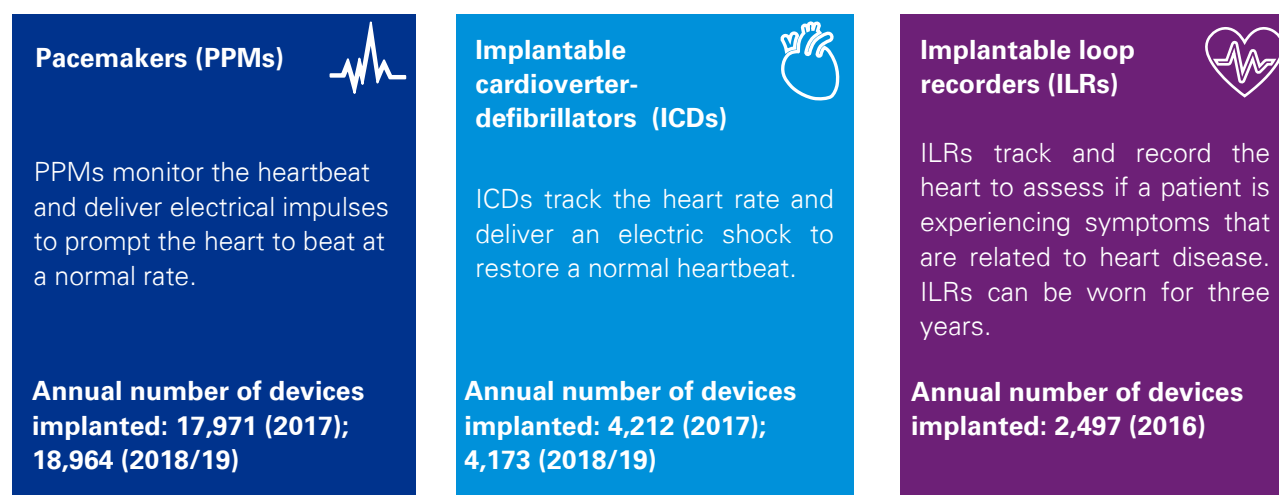 Pacemakers (PPMs)
PPMs monitor the heartbeat
and deliver electrical impulses
to prompt the heart to beat at
a normal rate.
Annual number of devices
implanted: 17,971 (2017);
18,964 (2018/19)
Implantable
cardioverter-
defibrillators (ICDs)
ICDs track the heart rate and
deliver an electric shock to
restore a normal heartbeat.
Annual number of devices
implanted: 4,212 (2017);
4,173 (2018/19)
Implantable loop
recorders (ILRs)
ILRs track and record the
heart to assess if a patient is
experiencing symptoms that
are related to heart disease.
ILRs can be worn for three
years.
Annual number of devices
implanted: 2,497 (2016)